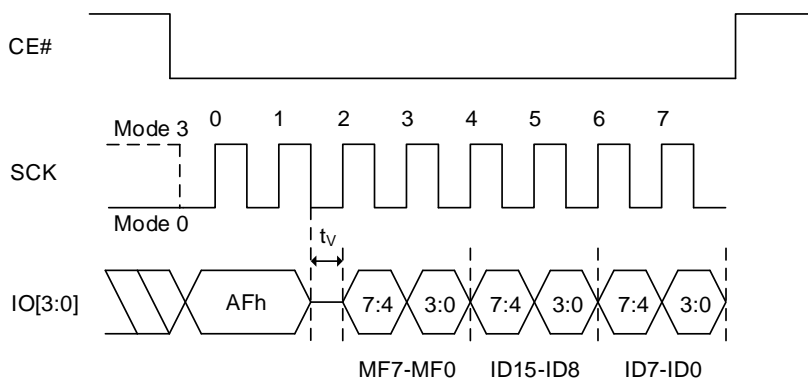 CE#
Mode 3 0 1 2 3 4 5 6 7
SCK
Mode 0
tV
IO[3:0] AFh 7:4 3:0 7:4 3:0 7:4 3:0
MF7-MF0 ID15-ID8 ID7-ID0